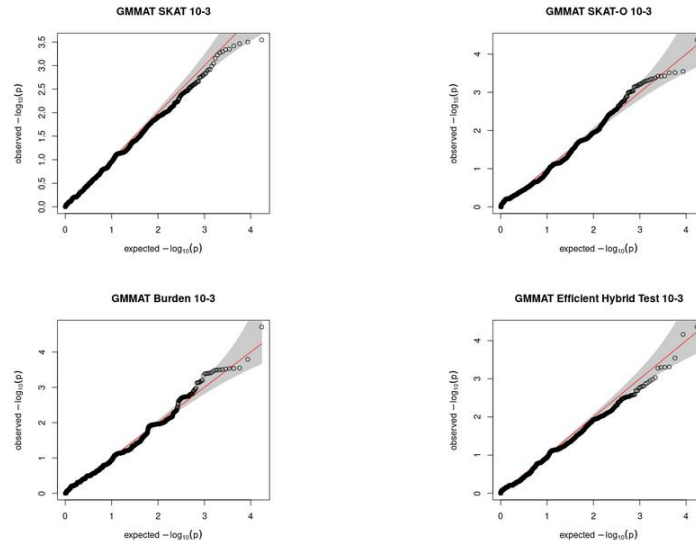 GMMAT SKAT 10-3
observed −log10(p)
0.0 0.5 1.0 1.5 2.0 2.5 3.0 3.5
0 1 2 3 4
expected −log10(p)
GMMAT SKAT-O 10-3
observed −log10(p)
0 1 2 3 4
0 1 2 3 4
expected −log10(p)
GMMAT Burden 10-3
observed −log10(p)
0 1 2 3 4
0 1 2 3 4
expected −log10(p)
GMMAT Efficient Hybrid Test 10-3
observed −log10(p)
0 1 2 3 4
0 1 2 3 4
expected −log10(p)